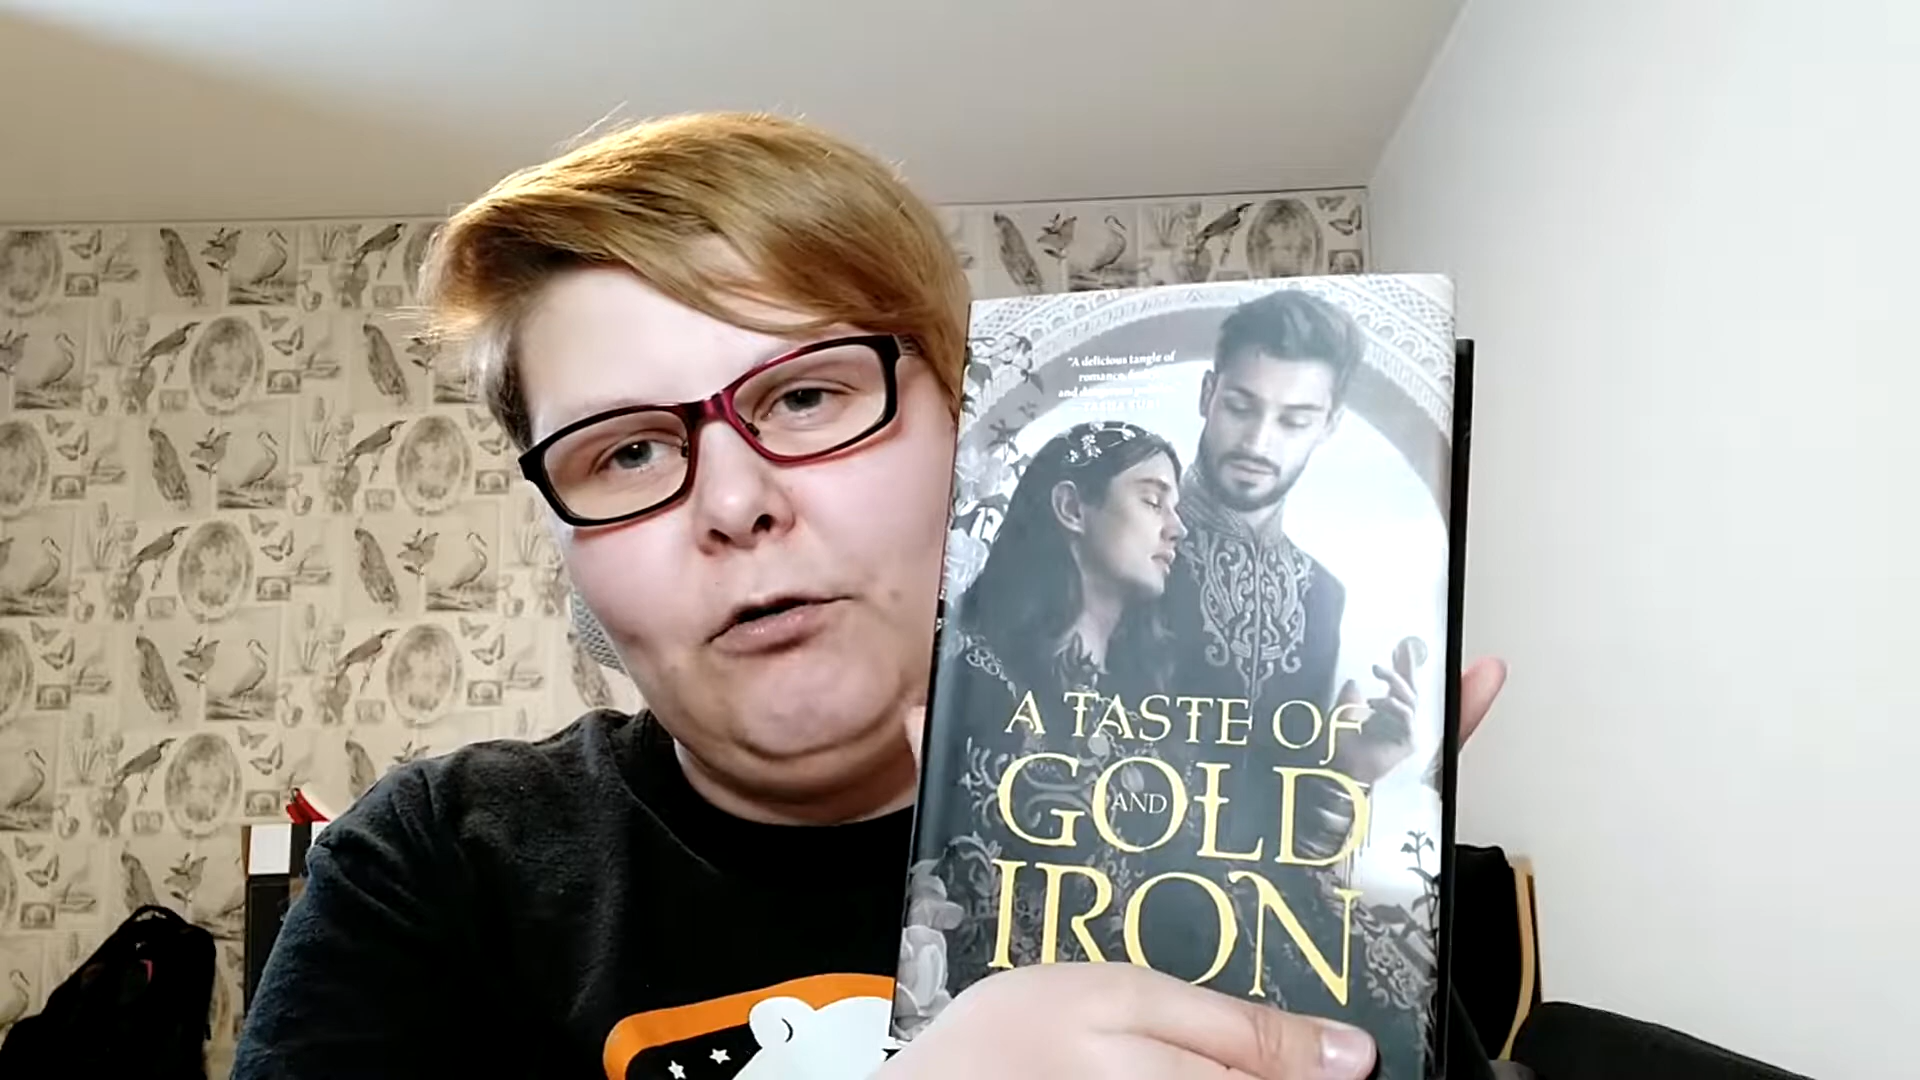 "A delicious tangle of
romance,
and
A TASTE OF
GOLD
AND
IRON